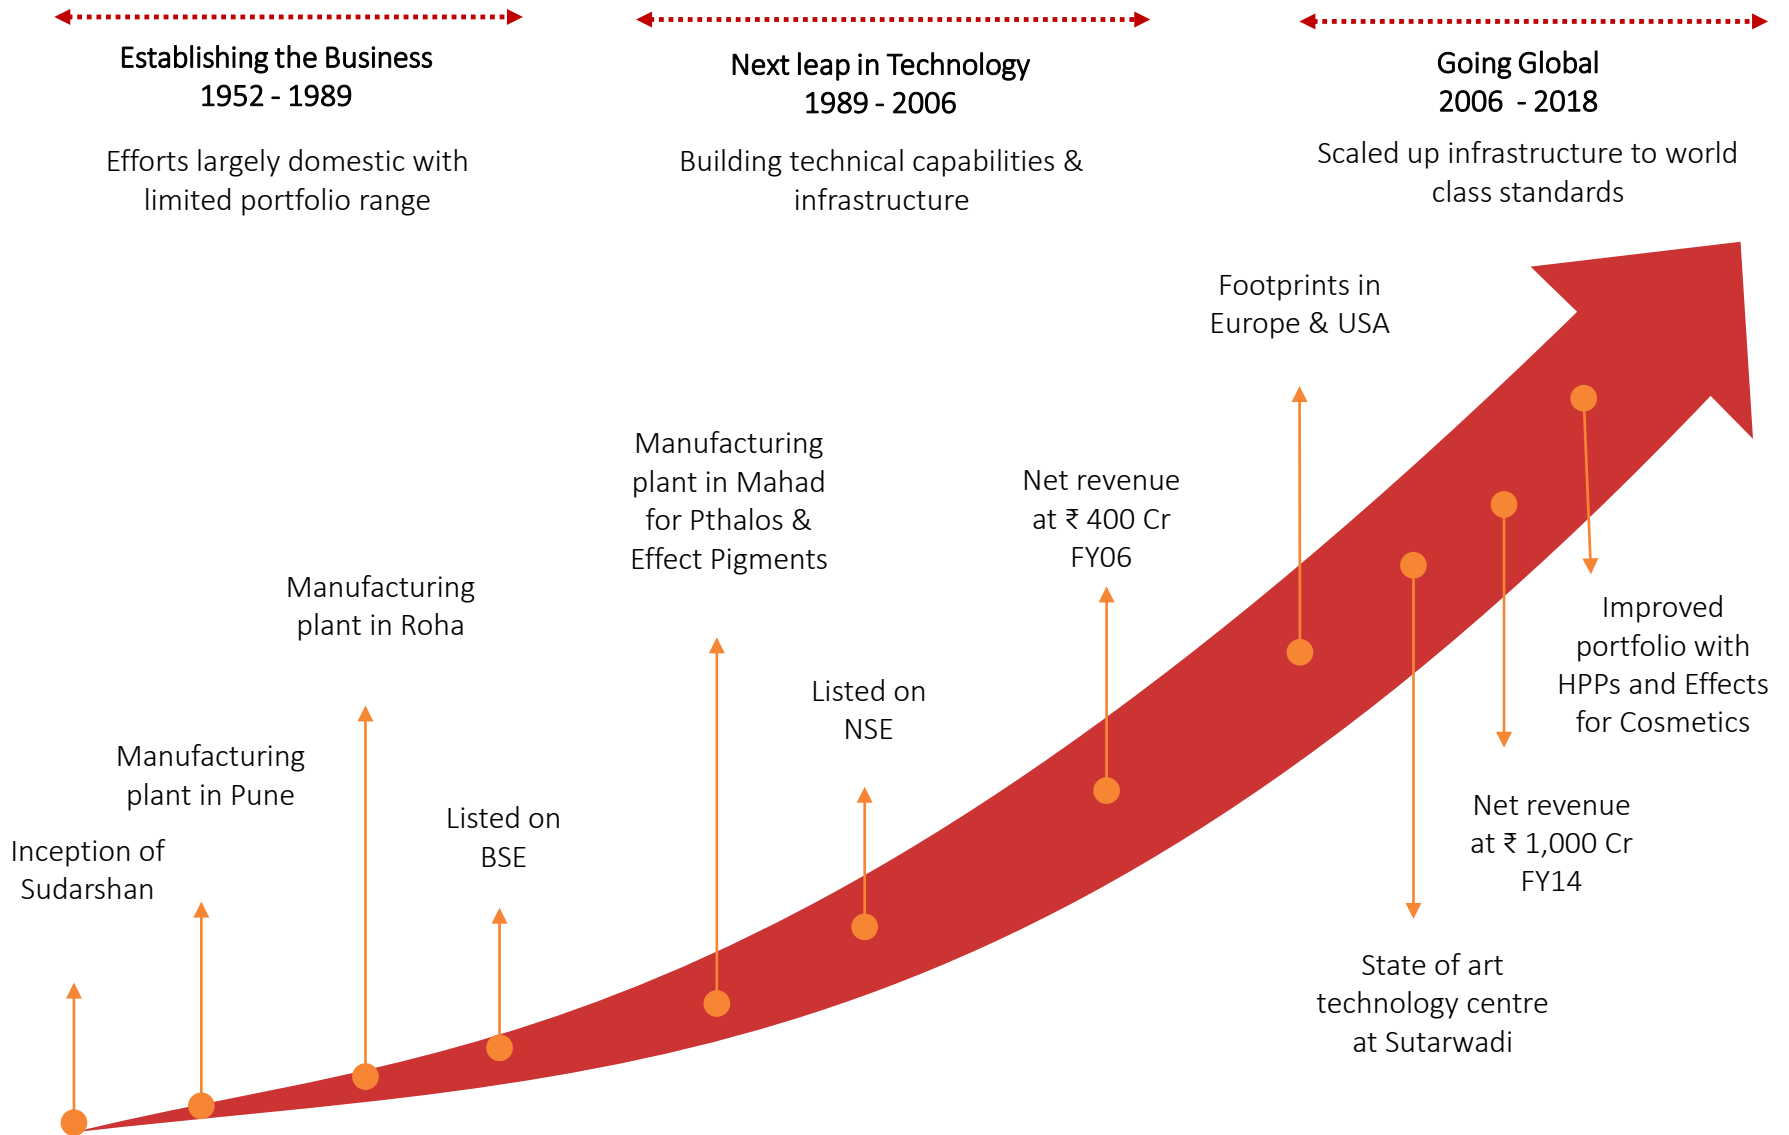 Establishing the Business
1952 - 1989
Efforts largely domestic with
limited portfolio range
Next leap in Technology
1989 - 2006
Building technical capabilities &
infrastructure
Going Global
2006 - 2018
Scaled up infrastructure to world
class standards
Inception of
Sudarshan
Manufacturing
plant in Pune
Manufacturing
plant in Roha
Listed on
BSE
Manufacturing
plant in Mahad
for Pthalos &
Effect Pigments
Listed on
NSE
Net revenue
at ₹ 400 Cr
FY06
Footprints in
Europe & USA
State of art
technology centre
at Sutarwadi
Net revenue
at ₹ 1,000 Cr
FY14
Improved
portfolio with
HPPs and Effects
for Cosmetics